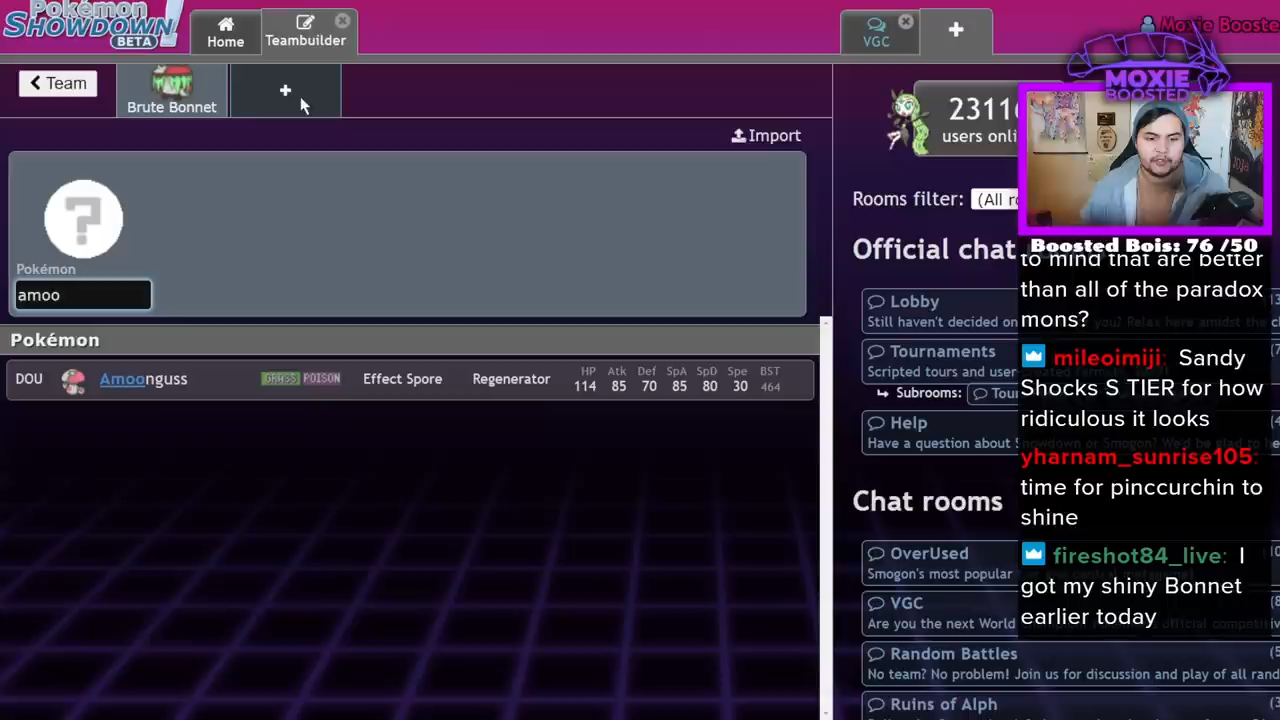 Pokémon
SHOWDOWN!
BETA
Home
Teambuilder
VGC
Moxie Booste
Team
Brute Bonnet
Import
Pokémon
amoo
Pokémon
DOU
Amoonguss
GRASS
POISON
Effect Spore
Regenerator
HP
114
Atk
85
Def
70
SpA
85
SpD
80
Spe
30
BST
464
2311
users onli
Rooms filter:
(All r
Official chat
Lobby
Still haven't decided on
Tournaments
Scripted tours and user
Subrooms:
Tour
Help
Have a question about
Chat rooms
OverUsed
Smogon's most popular
VGC
Are you the next World
Random Battles
No team? No problem! Join us for discussion and play of all rand
Ruins of Alph
MOXIE
BOOSTED
Boosted Bois: 76 /50
to mind that are better
than all of the paradox
mons?
mileoimiji: Sandy
Shocks S TIER for how
ridiculous it looks
yharnam_sunrise105:
time for pinccurchin to
shine
fireshot84_live: I
got my shiny Bonnet
earlier today